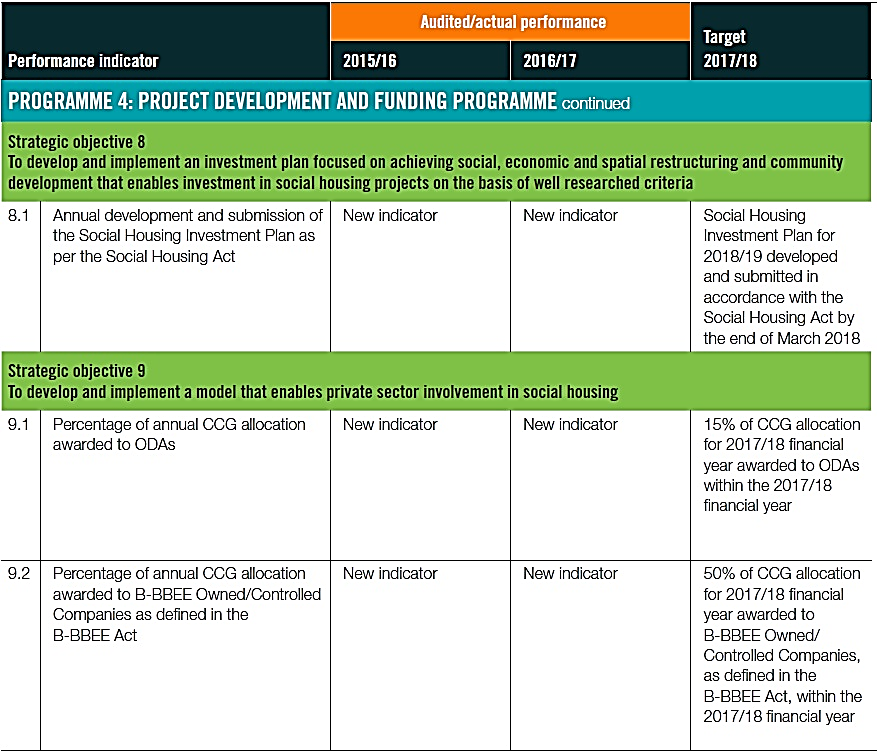 Audited/actual performance
Performance indicator
2015/16
2016/17
Target
2017/18
PROGRAMME 4: PROJECT DEVELOPMENT AND FUNDING PROGRAMME continued
Strategic objective 8
To develop and implement an investment plan focused on achieving social, economic and spatial restructuring and community
development that enables investment in social housing projects on the basis of well researched criteria
8.1
Annual development and submission of
the Social Housing Investment Plan as
per the Social Housing Act
New indicator
New indicator
Social Housing
Investment Plan for
2018/19 developed
and submitted in
accordance with the
Social Housing Act by
the end of March 2018
Strategic objective 9
To develop and implement a model that enables private sector involvement in social housing
9.1
Percentage of annual CCG allocation
awarded to ODAs
New indicator
New indicator
15% of CCG allocation
for 2017/18 financial
year awarded to ODAs
within the 2017/18
financial year
9.2
Percentage of annual CCG allocation
awarded to B-BBEE Owned/Controlled
Companies as defined in the
B-BBEE Act
New indicator
New indicator
50% of CCG allocation
for 2017/18 financial
year awarded to
B-BBEE Owned/
Controlled Companies,
as defined in the
B-BBEE Act, within the
2017/18 financial year